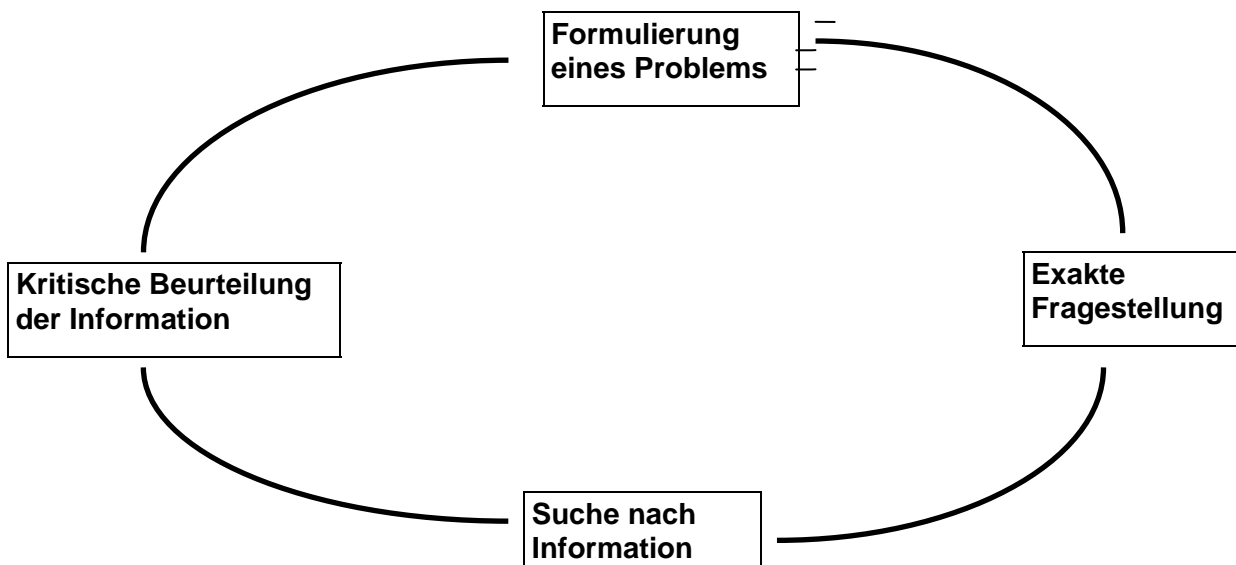 Formulierung
eines Problems
Exakte
Fragestellung
Suche nach
Information
Kritische Beurteilung
der Information